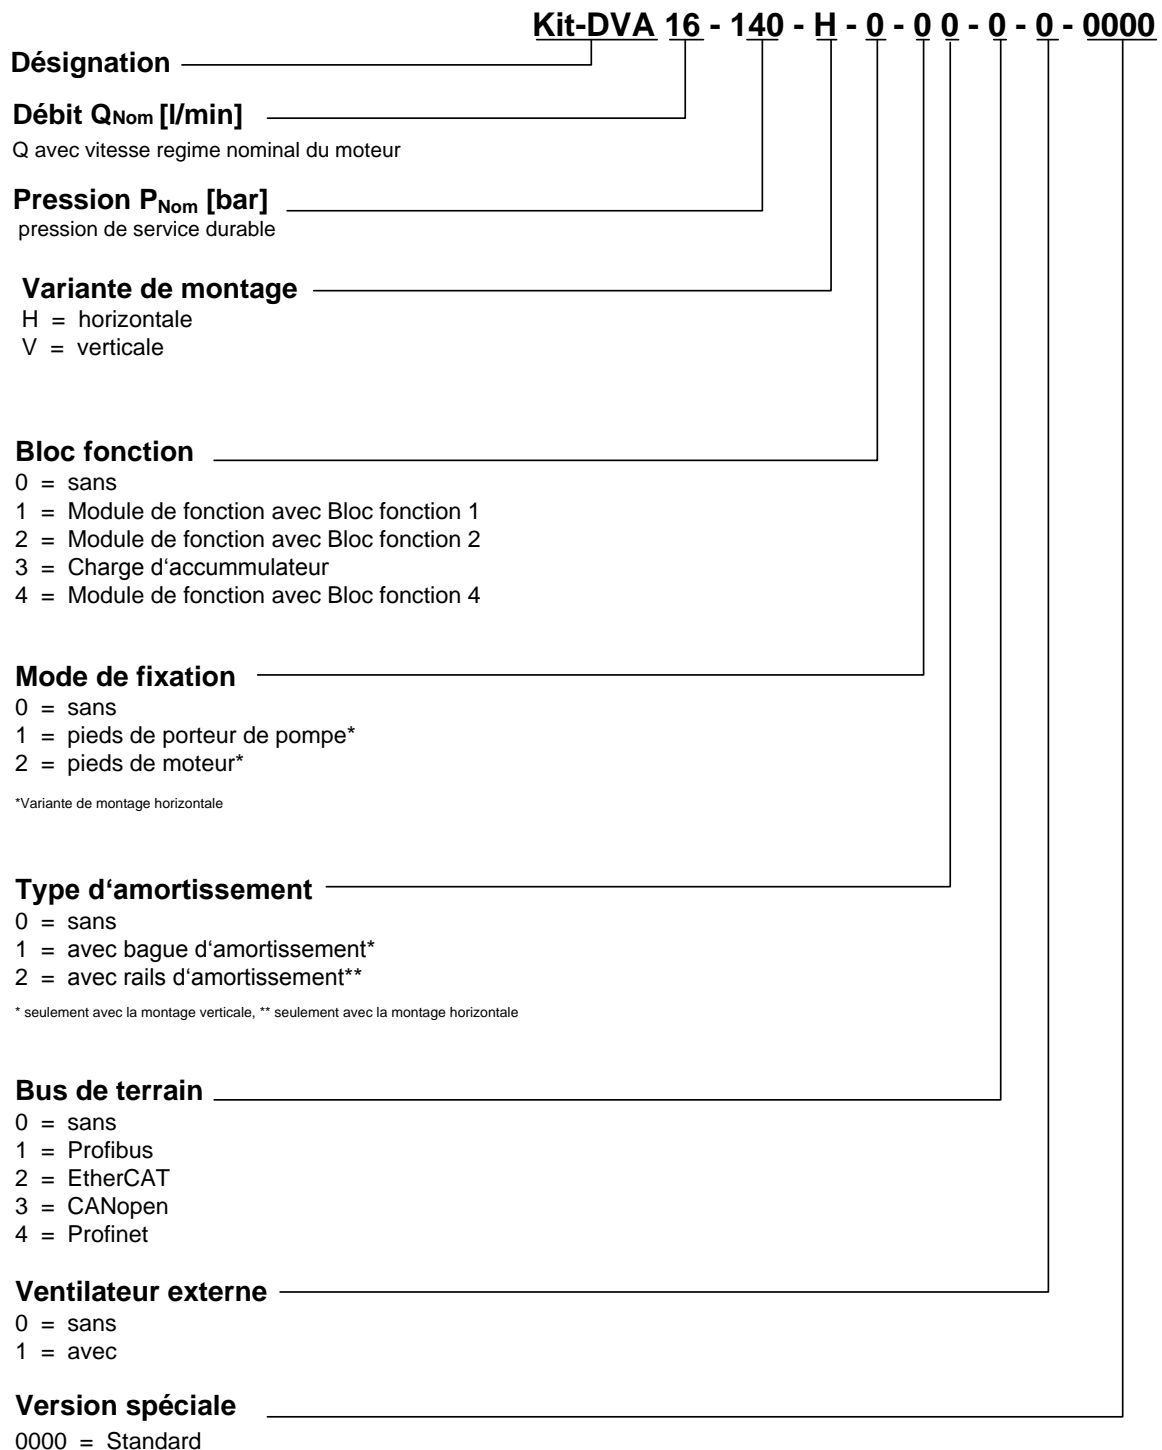 Kit-DVA 16 - 140 - H - 0 - 0 0 - 0 - 0 - 0000
Désignation
Débit QNom [l/min]
Q avec vitesse regime nominal du moteur
Pression PNom [bar]
pression de service durable
Variante de montage
H = horizontale
V = verticale
Bloc fonction
0 = sans
1 = Module de fonction avec Bloc fonction 1
2 = Module de fonction avec Bloc fonction 2
3 = Charge d‘accummulateur
4 = Module de fonction avec Bloc fonction 4
Mode de fixation
0 = sans
1 = pieds de porteur de pompe*
2 = pieds de moteur*
*Variante de montage horizontale
Type d‘amortissement
0 = sans
1 = avec bague d‘amortissement*
2 = avec rails d‘amortissement**
* seulement avec la montage verticale, ** seulement avec la montage horizontale
Bus de terrain
0 = sans
1 = Profibus
2 = EtherCAT
3 = CANopen
4 = Profinet
Ventilateur externe
0 = sans
1 = avec
Version spéciale
0000 = Standard